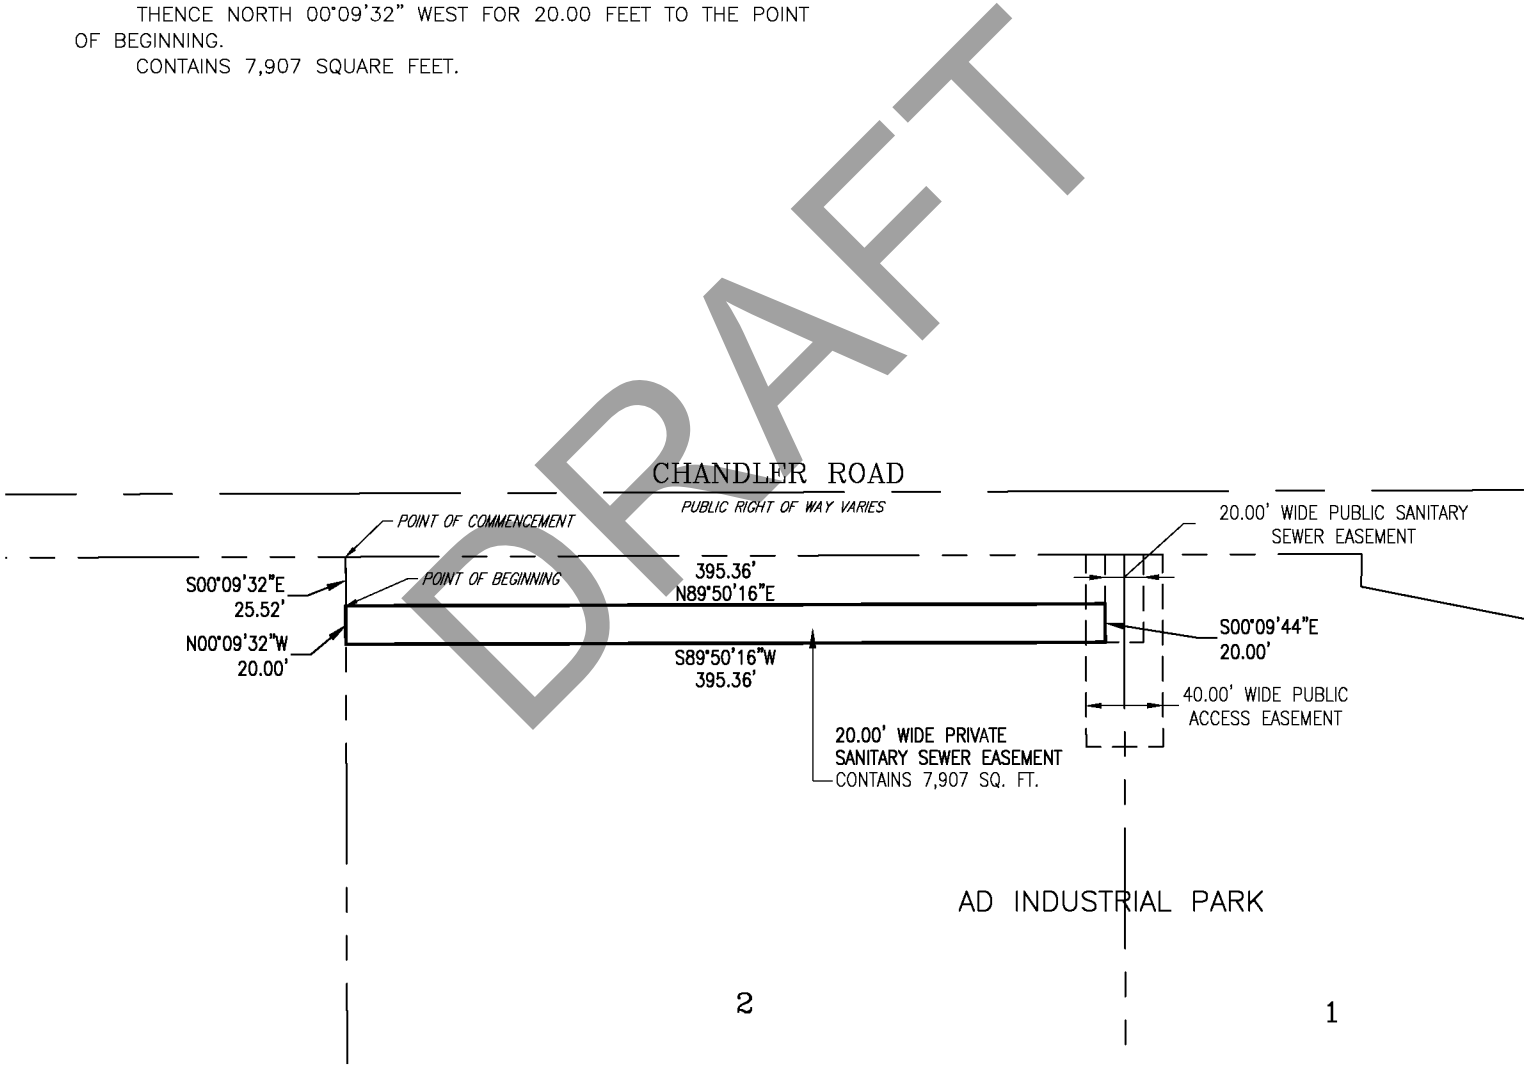 THENCE NORTH 00°09'32" WEST FOR 20.00 FEET TO THE POINT
OF BEGINNING.
CONTAINS 7,907 SQUARE FEET.
DRAFT
CHANDLER ROAD
PUBLIC RIGHT OF WAY VARIES
POINT OF COMMENCEMENT
20.00' WIDE PUBLIC SANITARY
SEWER EASEMENT
S00°09'32"E
25.52'
POINT OF BEGINNING
395.36'
N89°50'16"E
N00°09'32"W
20.00'
S89°50'16"W
395.36'
S00°09'44"E
20.00'
40.00' WIDE PUBLIC
ACCESS EASEMENT
20.00' WIDE PRIVATE
SANITARY SEWER EASEMENT
CONTAINS 7,907 SQ. FT.
AD INDUSTRIAL PARK
2
1